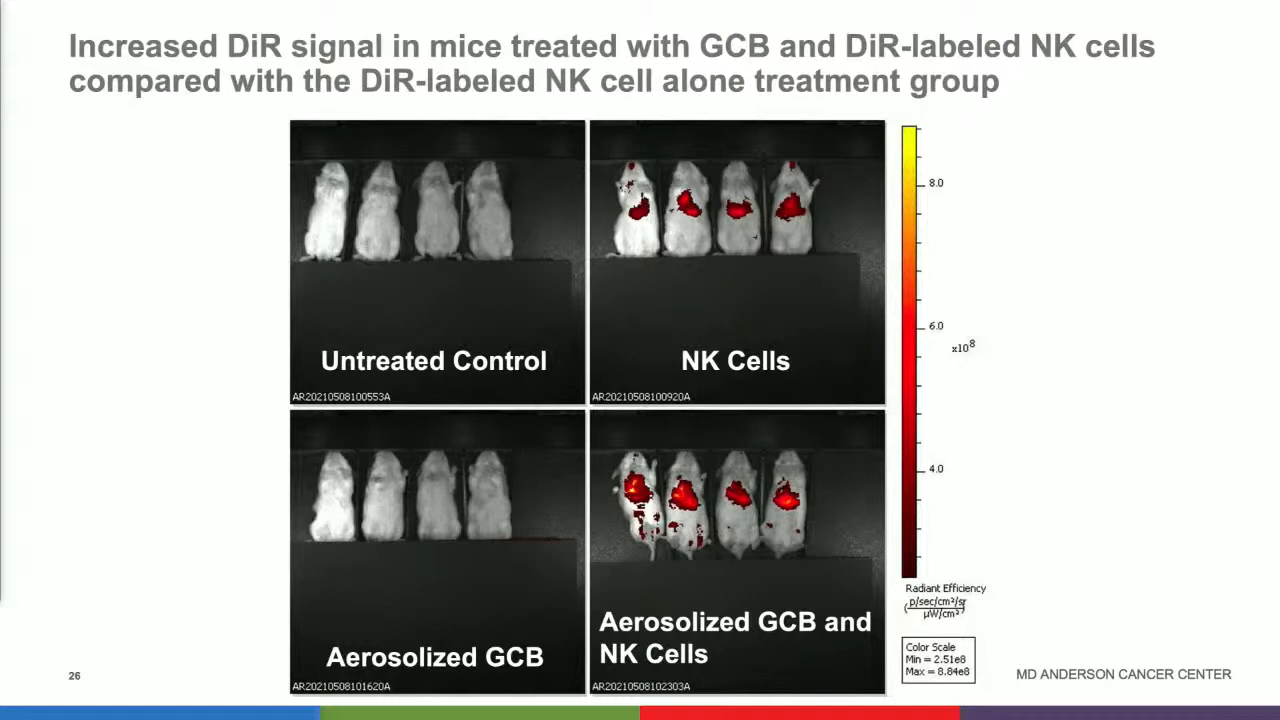 Increased DiR signal in mice treated with GCB and DiR-labeled NK cells
compared with the DiR-labeled NK cell alone treatment group
Untreated Control
AR20210508100553A
NK Cells
AR20210508100920A
Aerosolized GCB
AR20210508101620A
Aerosolized GCB and
NK Cells
AR20210508102303A
8.0
6.0
x10⁸
4.0
Radiant Efficiency
(p/sec/cm²/sr
µW/cm²)
Color Scale
Min = 2.51e8
Max = 8.84e8
26
MD ANDERSON CANCER CENTER